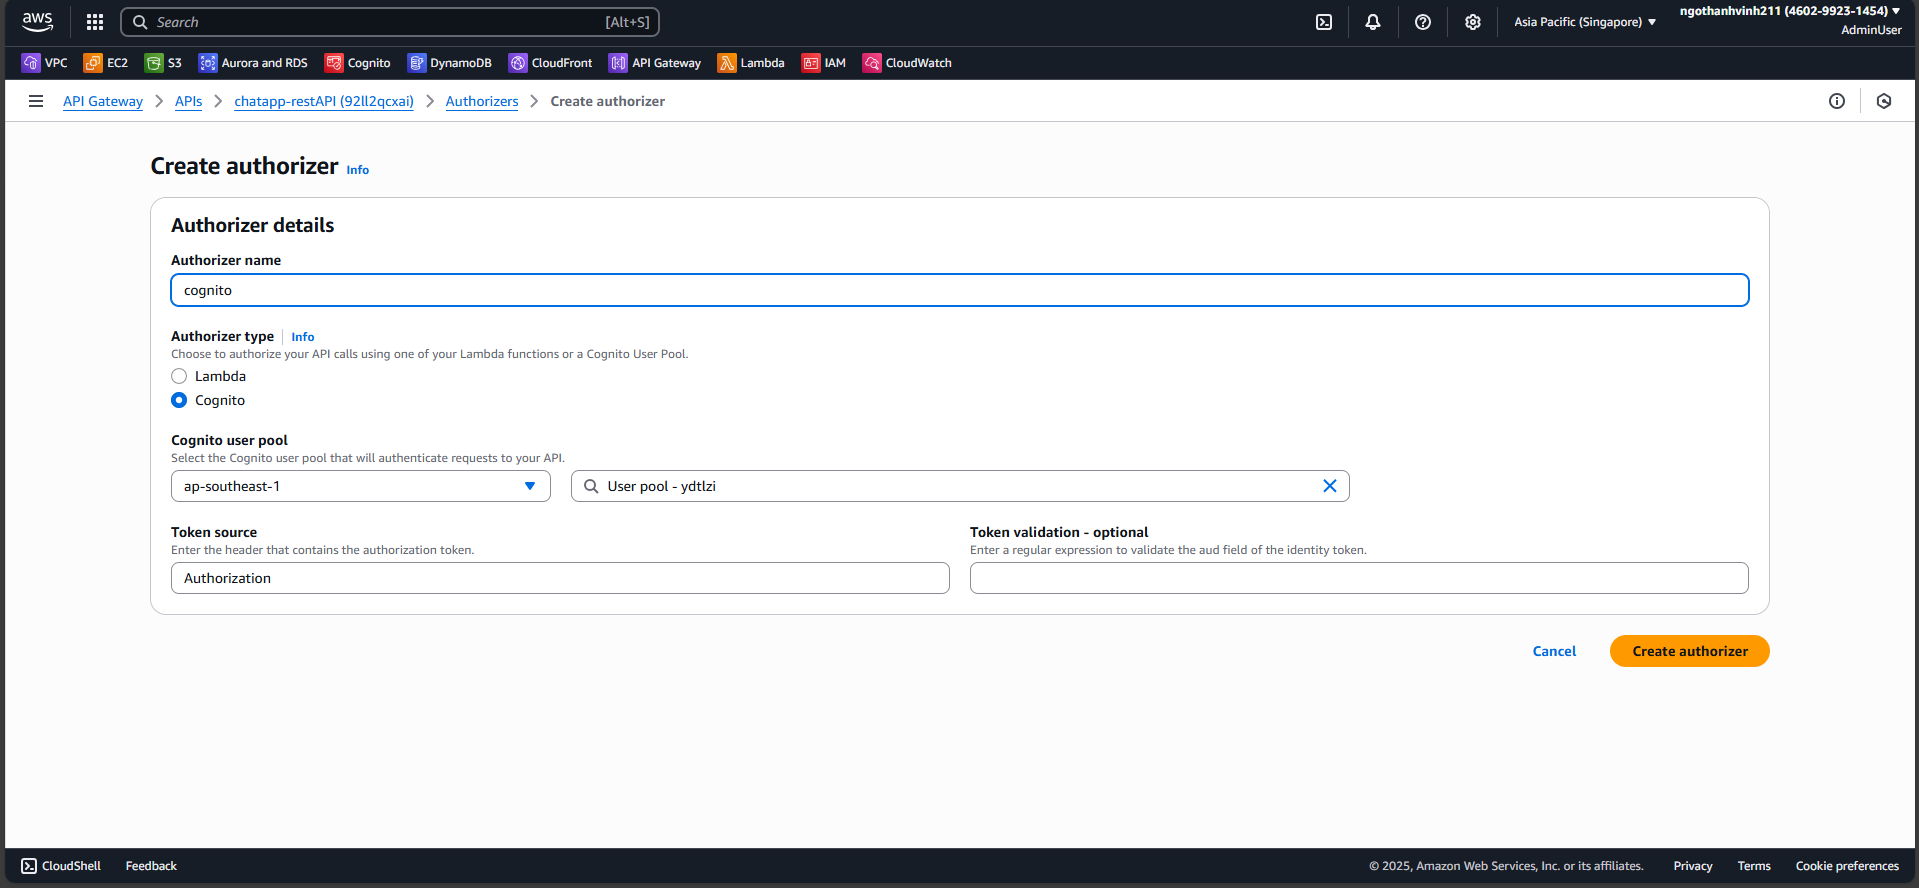 aws
Search [Alt+S]
Asia Pacific (Singapore)
ngothanhvinh211 (4602-9923-1454)
AdminUser
VPC EC2 S3 Aurora and RDS Cognito DynamoDB CloudFront API Gateway Lambda IAM CloudWatch
API Gateway APIs chatapp-restAPI (92ll2qcxai) Authorizers Create authorizer
Create authorizer Info
Authorizer details
Authorizer name
cognito
Authorizer type Info
Choose to authorize your API calls using one of your Lambda functions or a Cognito User Pool.
Lambda
Cognito
Cognito user pool
Select the Cognito user pool that will authenticate requests to your API.
ap-southeast-1 User pool - ydtlzi
Token source
Enter the header that contains the authorization token.
Authorization
Token validation - optional
Enter a regular expression to validate the aud field of the identity token.
Cancel Create authorizer
CloudShell Feedback © 2025, Amazon Web Services, Inc. or its affiliates. Privacy Terms Cookie preferences